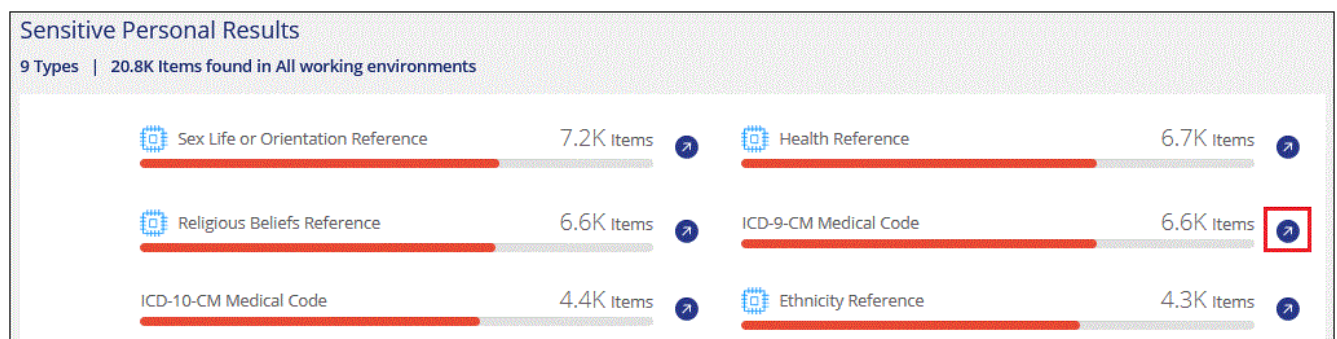 Sensitive Personal Results
9 Types | 20.8K Items found in All working environments
Sex Life or Orientation Reference 7.2K Items
Health Reference 6.7K Items
Religious Beliefs Reference 6.6K Items
ICD-9-CM Medical Code 6.6K Items
ICD-10-CM Medical Code 4.4K Items
Ethnicity Reference 4.3K Items